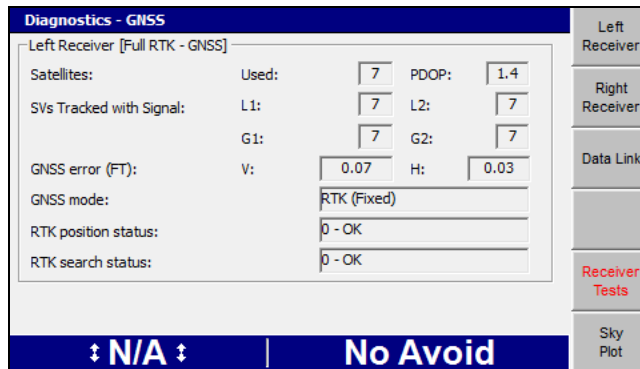 Diagnostics - GNSS
Left Receiver [Full RTK - GNSS]
Satellites: Used: 7 PDOP: 1.4
SVs Tracked with Signal: L1: 7 L2: 7
G1: 7 G2: 7
GNSS error (FT): V: 0.07 H: 0.03
GNSS mode: RTK (Fixed)
RTK position status: 0 - OK
RTK search status: 0 - OK
↕ N/A ↕ | No Avoid
Left
Receiver
Right
Receiver
Data Link
Receiver
Tests
Sky
Plot